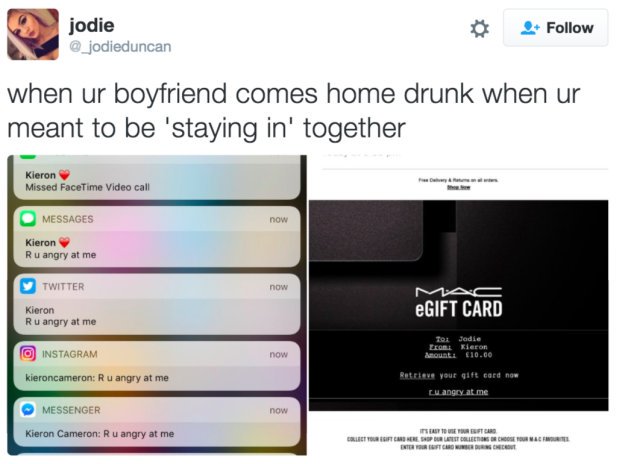 jodie
@_jodieduncan
Follow
when ur boyfriend comes home drunk when ur
meant to be 'staying in' together
Kieron ❤️
Missed FaceTime Video call
MESSAGES now
Kieron ❤️
R u angry at me
TWITTER now
Kieron
R u angry at me
INSTAGRAM now
kieroncameron: R u angry at me
MESSENGER now
Kieron Cameron: R u angry at me
Free Delivery & Returns on all orders.
Shop Now
MAC
eGIFT CARD
To: Jodie
From: Kieron
Amount: £10.00
Retrieve your gift card now
r u angry at me
IT'S EASY TO USE YOUR EGIFT CARD.
COLLECT YOUR EGIFT CARD HERE, SHOP OUR LATEST COLLECTIONS OR CHOOSE YOUR M·A·C FAVOURITES.
ENTER YOUR EGIFT CARD NUMBER DURING CHECKOUT.